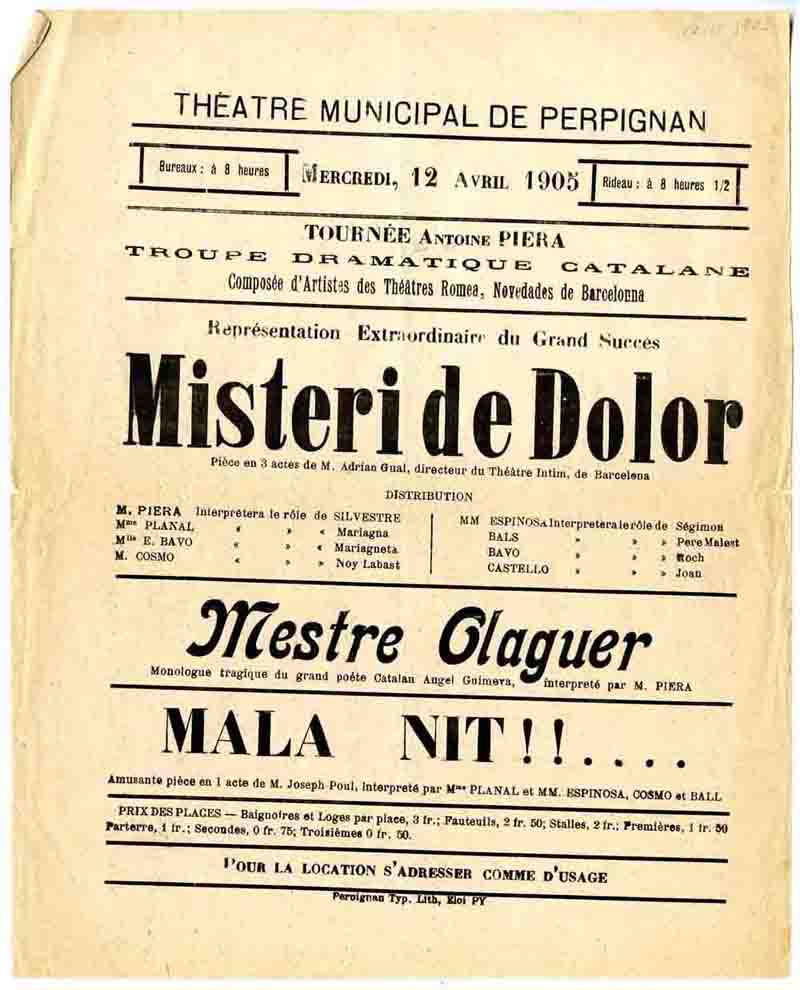 THÉATRE MUNICIPAL DE PERPIGNAN
Bureaux : à 8 heures
MERCREDI, 12 AVRIL 1905
Rideau : à 8 heures 1/2
TOURNÉE ANTOINE PIERA
TROUPE DRAMATIQUE CATALANE
Composée d'Artistes des Théâtres Romea, Novedades de Barcelonna
Représentation Extraordinaire du Grand Succès
Misteri de Dolor
Pièce en 3 actes de M. Adrian Gual, directeur du Théâtre Intim, de Barcelona
DISTRIBUTION
M. PIERA Interprétera le rôle de SILVESTRE
Mme PLANAL « » « Mariagna
Mlle E. BAVO « » « Mariagneta
M. COSMO « » » Noy Labast
MM ESPINOSA Interpretera le rôle de Ségimon
BALS » » » Pere Malest
BAVO » » » Roch
CASTELLO » » » Joan
Mestre Olaguer
Monologue tragique du grand poête Catalan Angel Guimera, interpreté par M. PIERA
MALA NIT!!....
Amusante pièce en 1 acte de M. Joseph Poul, interpreté par Mme PLANAL et MM. ESPINOSA, COSMO et BALL
PRIX DES PLACES — Baignoires et Loges par place, 3 fr.; Fauteuils, 2 fr. 50; Stalles, 2 fr.; Premières, 1 fr. 50
Parterre, 1 fr.; Secondes, 0 fr. 75; Troisièmes 0 fr. 50.
POUR LA LOCATION S'ADRESSER COMME D'USAGE
Perpignan Typ. Lith, Eloi PY